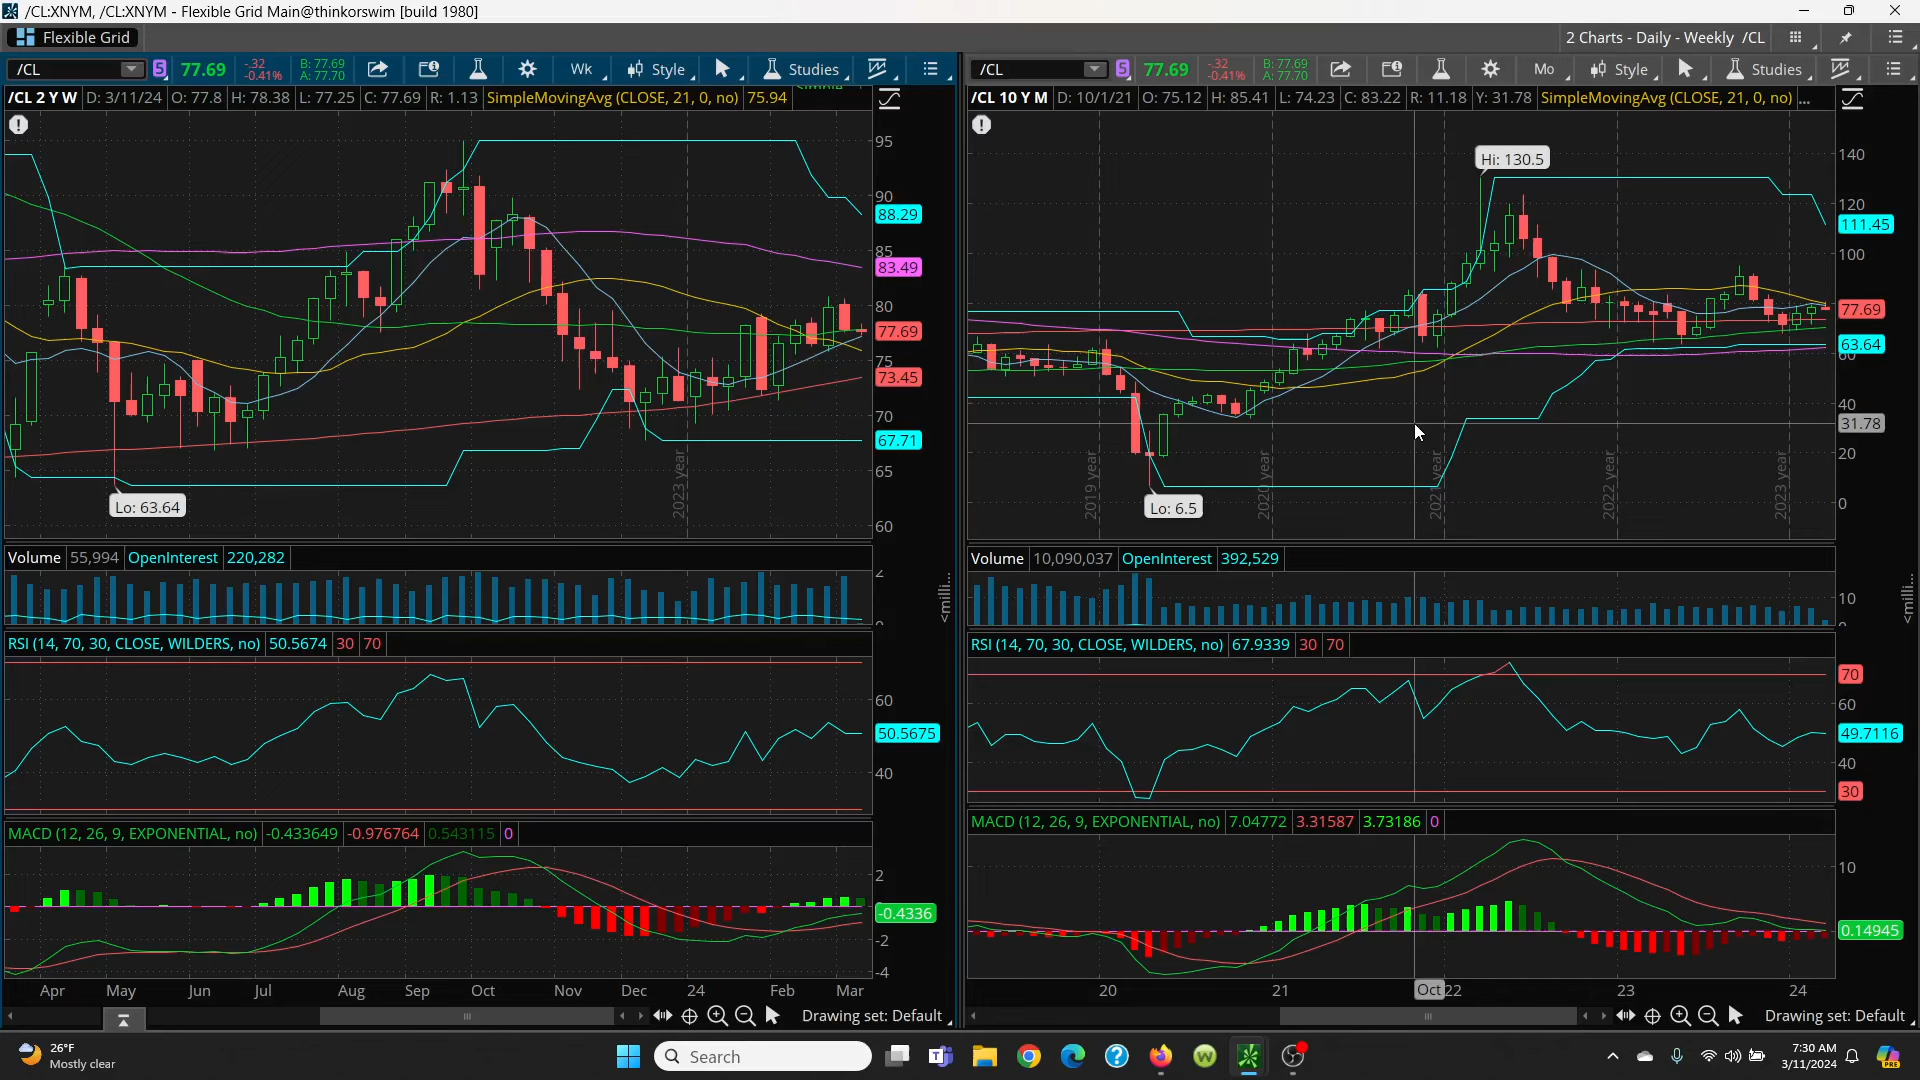 /CL:XNYM, /CL:XNYM - Flexible Grid Main@thinkorswim [build 1980]
Flexible Grid
2 Charts - Daily - Weekly /CL
/CL 5 77.69 -.32 -0.41% B: 77.69 A: 77.70 Wk Style Studies
/CL 5 77.69 -.32 -0.41% B: 77.69 A: 77.70 Mo Style Studies
/CL 2 Y W D: 3/11/24 O: 77.8 H: 78.38 L: 77.25 C: 77.69 R: 1.13 SimpleMovingAvg (CLOSE, 21, 0, no) 75.94
95
90
88.29
85
83.49
80
77.69
75
73.45
70
67.71
65
60
Lo: 63.64
2023 year
Volume 55,994 OpenInterest 220,282
2
<milli...
RSI (14, 70, 30, CLOSE, WILDERS, no) 50.5674 30 70
60
50.5675
40
MACD (12, 26, 9, EXPONENTIAL, no) -0.433649 -0.976764 0.543115 0
2
-0.4336
-2
-4
Apr May Jun Jul Aug Sep Oct Nov Dec 24 Feb Mar
Drawing set: Default
/CL 10 Y M D: 10/1/21 O: 75.12 H: 85.41 L: 74.23 C: 83.22 R: 11.18 Y: 31.78 SimpleMovingAvg (CLOSE, 21, 0, no) ...
Hi: 130.5
140
120
111.45
100
77.69
63.64
60
40
31.78
20
0
Lo: 6.5
2019 year
2020 year
2021 year
2022 year
2023 year
Volume 10,090,037 OpenInterest 392,529
10
<milli...
RSI (14, 70, 30, CLOSE, WILDERS, no) 67.9339 30 70
70
60
49.7116
40
30
MACD (12, 26, 9, EXPONENTIAL, no) 7.04772 3.31587 3.73186 0
10
0.14945
20 21 Oct 22 23 24
Drawing set: Default
26°F
Mostly clear
Search
7:30 AM
3/11/2024